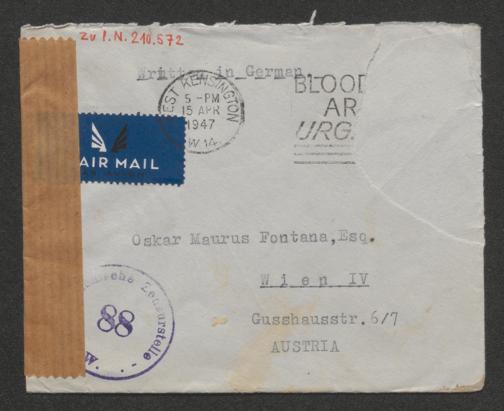 zu I.N. 210.572
Written in German.
WEST KENSINGTON
5 - PM
15 APR
1947
W.14
BLOOD
AR
URG
AIR MAIL
Oskar Maurus Fontana, Esq.
Wien IV
Gusshausstr. 6/7
AUSTRIA
Zensurstelle
88